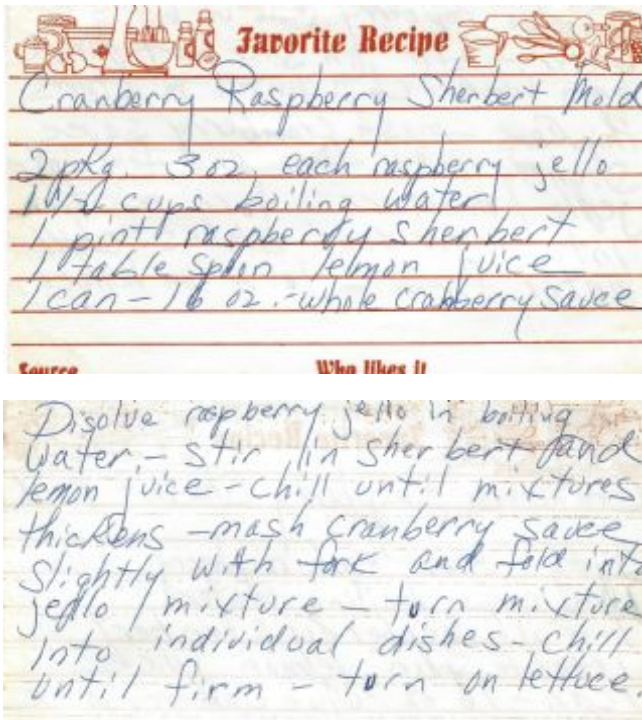 Favorite Recipe
Cranberry Raspberry Sherbert Mold
2 pkg. 3 oz. each raspberry jello
1 1/2 cups boiling water
1 pint raspberry sherbert
1 table spoon lemon juice
1 can - 16 oz. - whole cranberry sauce
Source Who likes it
Disolve raspberry jello in boiling
water - stir in sherbert and
lemon juice - chill until mixtures
thickens - mash cranberry sauce
slightly with fork and fold into
jello mixture - turn mixture
into individual dishes - chill
until firm - turn on lettuce